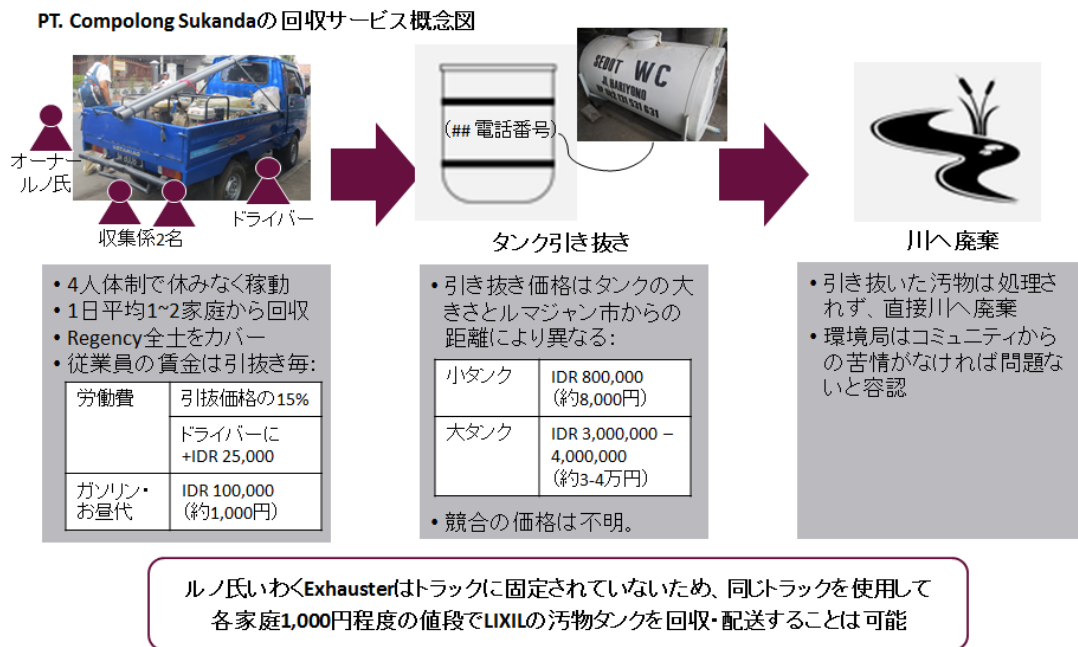 PT. Compolong Sukandaの回収サービス概念図
オーナー
ルノ氏
収集係2名
ドライバー
SEDOT WC
JL HARIYONO
(## 電話番号)
タンク引き抜き
川へ廃棄
• 4人体制で休みなく稼動
• 1日平均1~2家庭から回収
• Regency全土をカバー
• 従業員の賃金は引抜き毎:
労働費
引抜価格の15%
ドライバーに
+IDR 25,000
ガソリン・
お昼代
IDR 100,000
(約1,000円)
• 引き抜き価格はタンクの大
きさとルマジャン市からの
距離により異なる:
小タンク
IDR 800,000
(約8,000円)
大タンク
IDR 3,000,000 –
4,000,000
(約3-4万円)
• 競合の価格は不明。
• 引き抜いた汚物は処理さ
れず、直接川へ廃棄
• 環境局はコミュニティから
の苦情がなければ問題な
いと容認
ルノ氏いわくExhausterはトラックに固定されていないため、同じトラックを使用して
各家庭1,000円程度の値段でLIXILの汚物タンクを回収・配送することは可能